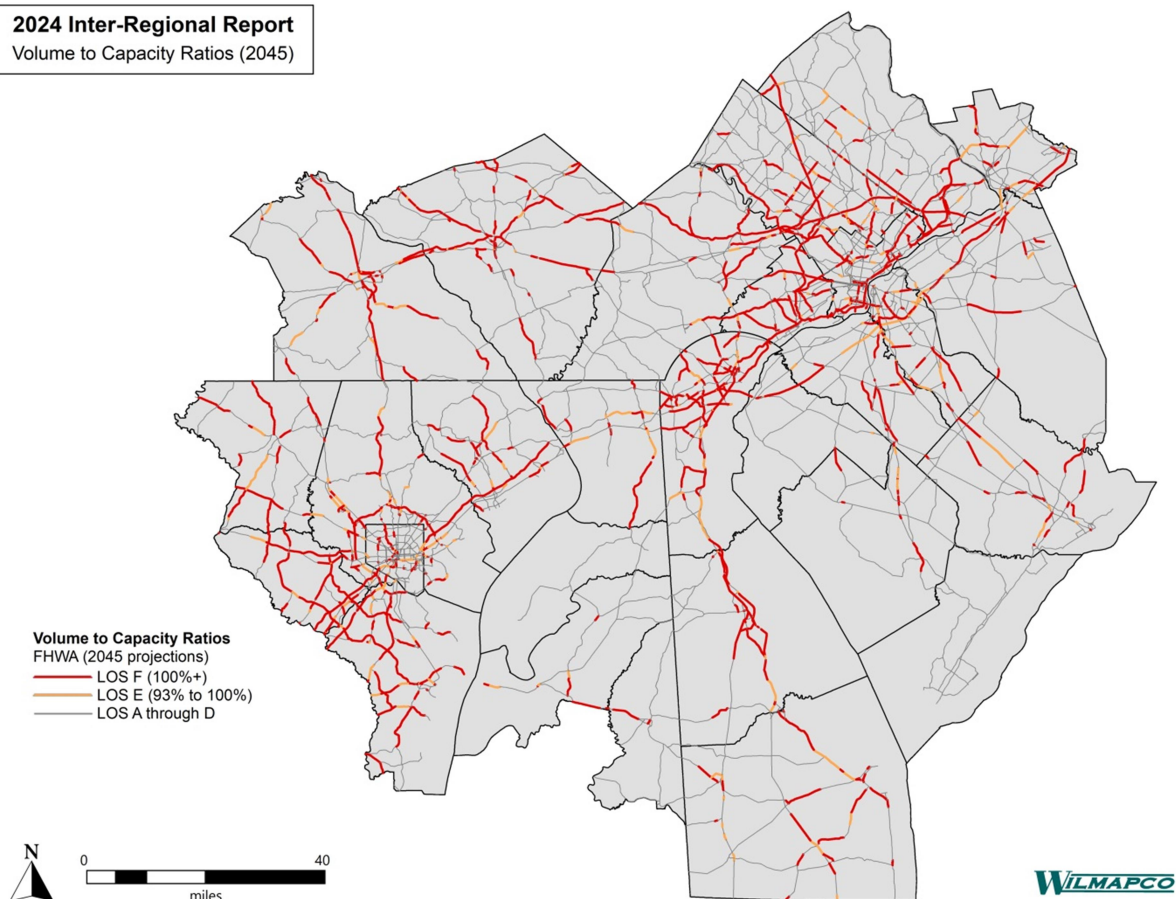 2024 Inter-Regional Report
Volume to Capacity Ratios (2045)
Volume to Capacity Ratios
FHWA (2045 projections)
LOS F (100%+)
LOS E (93% to 100%)
LOS A through D
N
0 40
miles
WILMAPCO